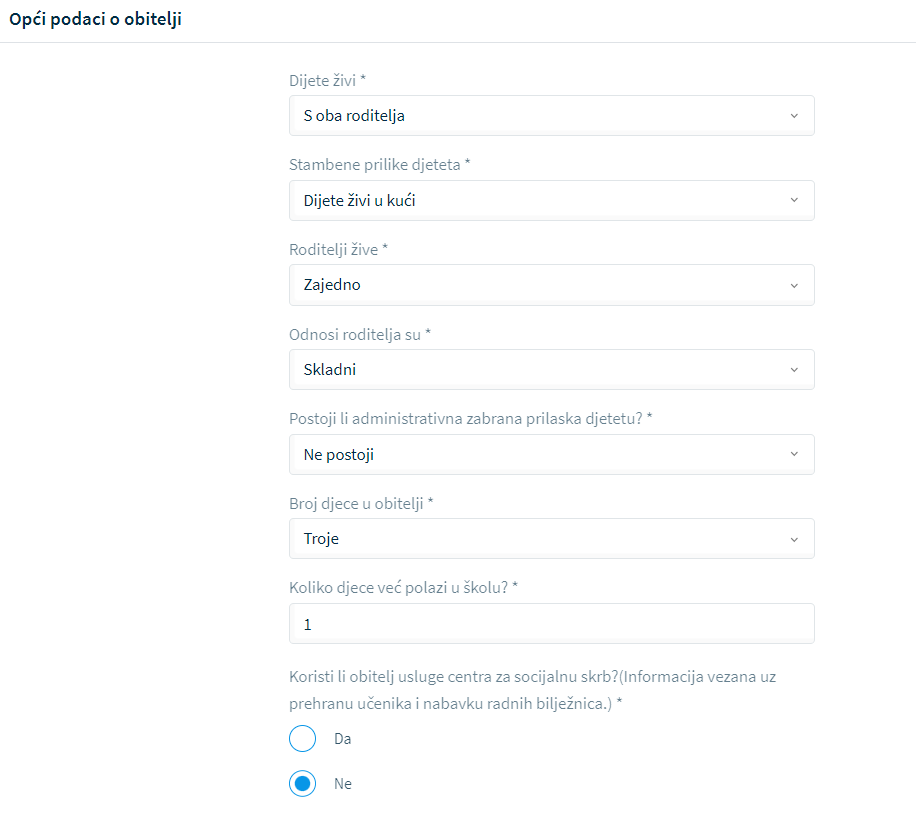 Opći podaci o obitelji
Dijete živi *
S oba roditelja
Stambene prilike djeteta *
Dijete živi u kući
Roditelji žive *
Zajedno
Odnosi roditelja su *
Skladni
Postoji li administrativna zabrana prilaska djetetu? *
Ne postoji
Broj djece u obitelji *
Troje
Koliko djece već polazi u školu? *
1
Koristi li obitelj usluge centra za socijalnu skrb?(Informacija vezana uz
prehranu učenika i nabavku radnih bilježnica.) *
Da
Ne